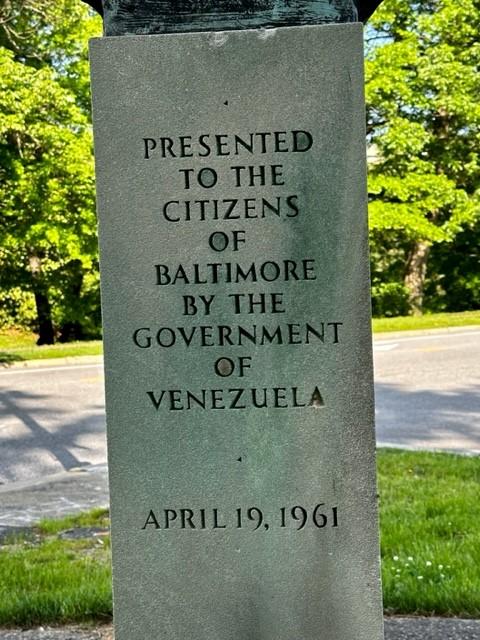 PRESENTED
TO THE
CITIZENS
OF
BALTIMORE
BY THE
GOVERNMENT
OF
VENEZUELA
APRIL 19, 1961